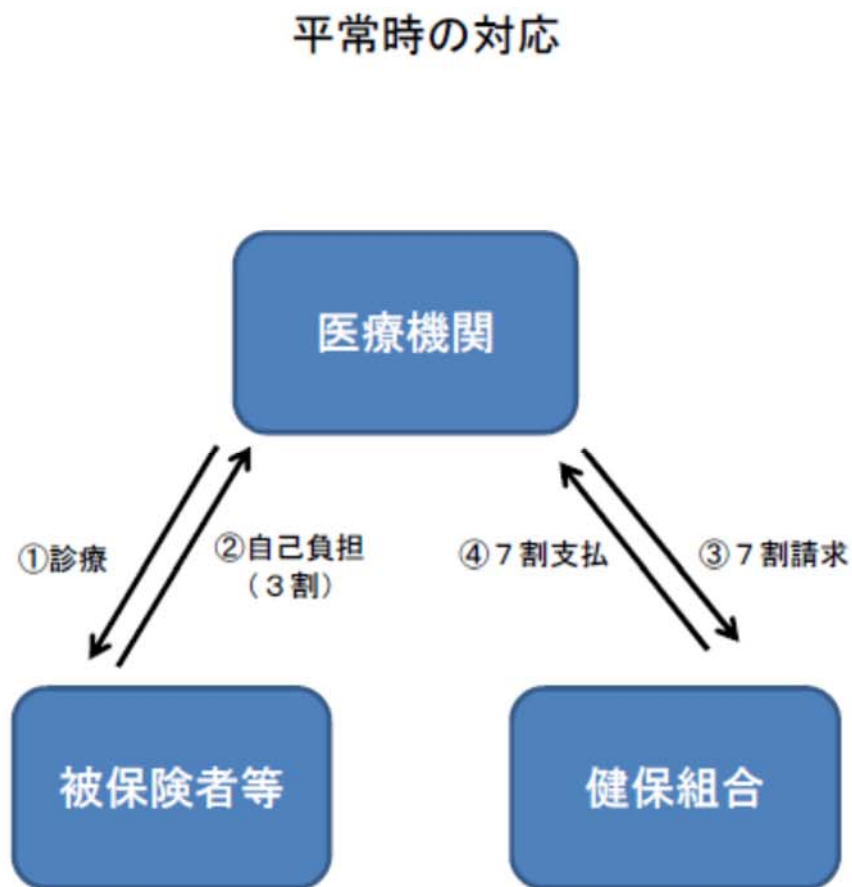 平常時の対応
医療機関
①診療
②自己負担
（３割）
④７割支払
③７割請求
被保険者等
健保組合